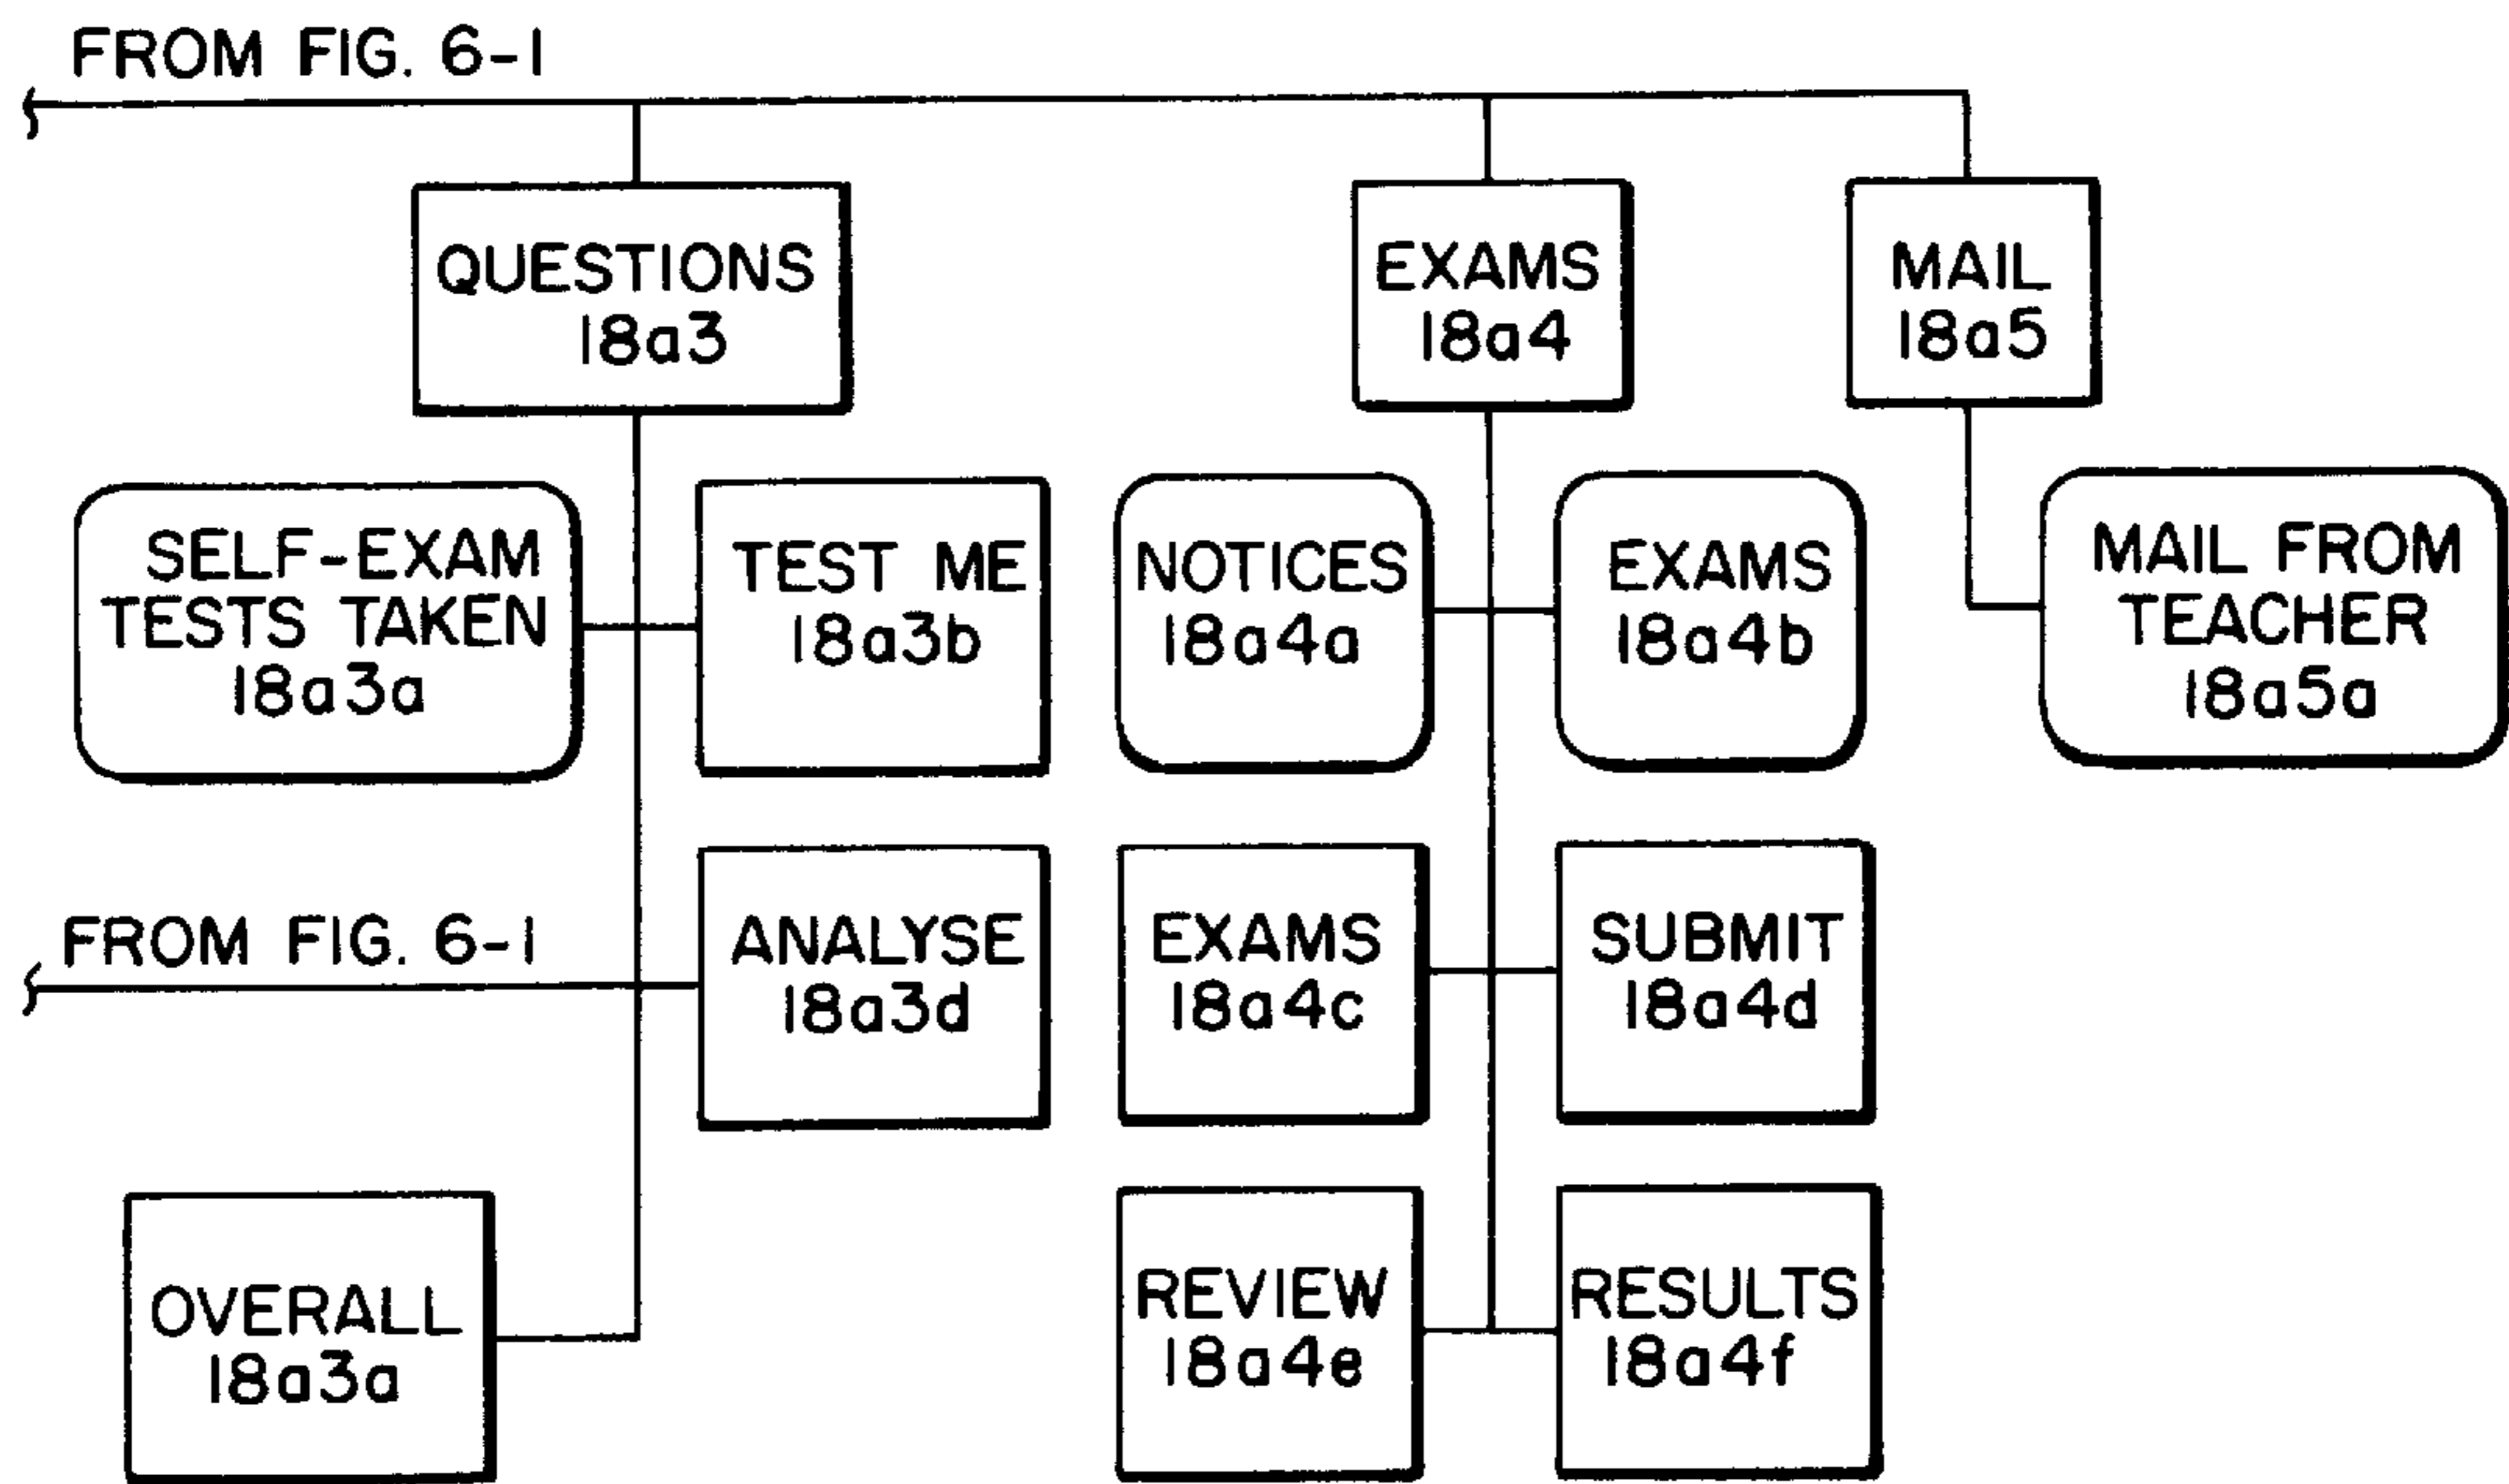 FROM FIG. 6-1
QUESTIONS
18a3
EXAMS
18a4
MAIL
18a5
SELF-EXAM
TESTS TAKEN
18a3a
TEST ME
18a3b
NOTICES
18a4a
EXAMS
18a4b
MAIL FROM
TEACHER
18a5a
FROM FIG. 6-1
ANALYSE
18a3d
EXAMS
18a4c
SUBMIT
18a4d
OVERALL
18a3a
REVIEW
18a4e
RESULTS
18a4f